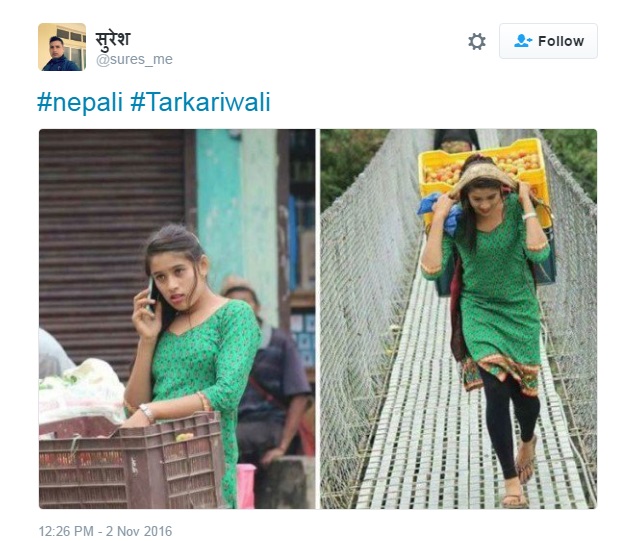 सुरेश
@sures_me
Follow
#nepali #Tarkariwali
12:26 PM - 2 Nov 2016